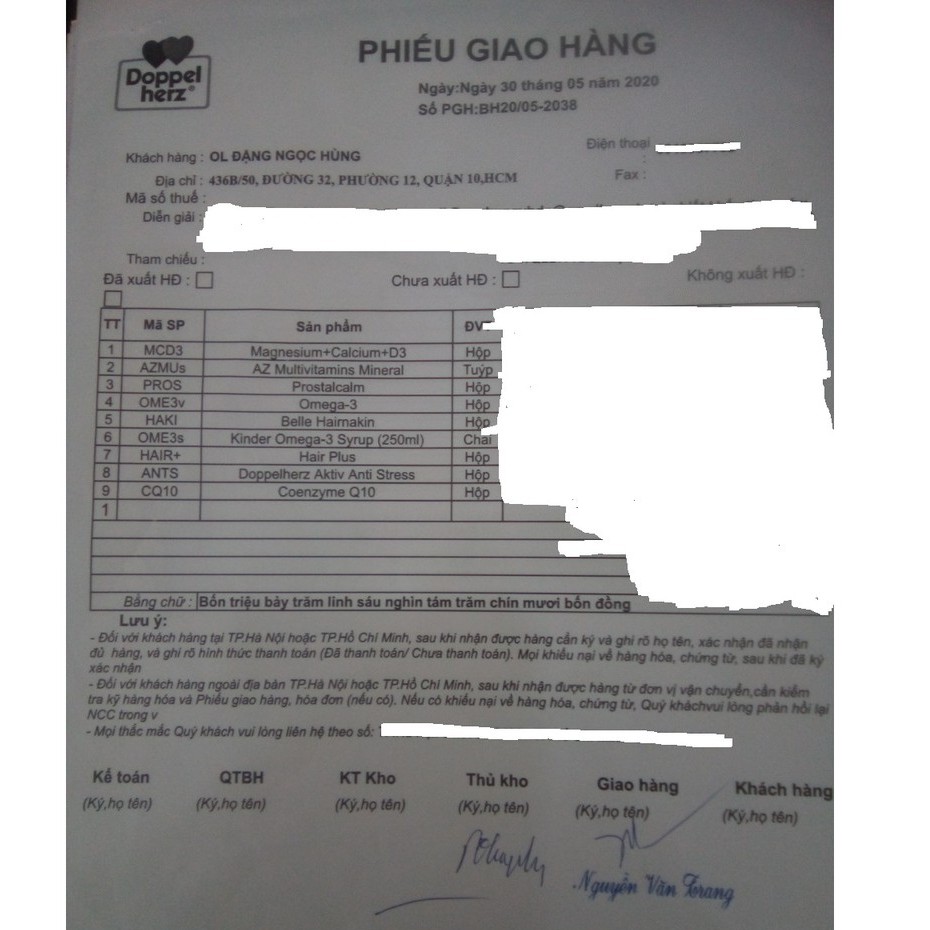 Doppel
herz®
PHIẾU GIAO HÀNG
Ngày:Ngày 30 tháng 05 năm 2020
Số PGH:BH20/05-2038
Khách hàng : OL ĐẶNG NGỌC HÙNG
Điện thoại
:
Địa chỉ : 436B/50, ĐƯỜNG 32, PHƯỜNG 12, QUẬN 10,HCM
Fax :
Mã số thuế :
Diễn giải :
Tham chiếu :
Đã xuất HĐ : Chưa xuất HĐ : Không xuất HĐ :
TT Mã SP Sản phẩm
1 MCD3 Magnesium+Calcium+D3 Hộp
2 AZMUs AZ Multivitamins Mineral Tuýp
3 PROS Prostalcalm Hộp
4 OME3v Omega-3 Hộp
5 HAKI Belle Hairnakin Hộp
6 OME3s Kinder Omega-3 Syrup (250ml) Chai
7 HAIR+ Hair Plus Hộp
8 ANTS Doppelherz Aktiv Anti Stress Hộp
9 CQ10 Coenzyme Q10 Hộp
1
Bằng chữ : Bốn triệu bảy trăm linh sáu nghìn tám trăm chín mươi bốn đồng
Lưu ý:
- Đối với khách hàng tại TP.Hà Nội hoặc TP.Hồ Chí Minh, sau khi nhận được hàng cần ký và ghi rõ họ tên, xác nhận đã nhận
đủ hàng, và ghi rõ hình thức thanh toán (Đã thanh toán/ Chưa thanh toán). Mọi khiếu nại về hàng hóa, chứng từ, sau khi đã ký
xác nhận
- Đối với khách hàng ngoài địa bàn TP.Hà Nội hoặc TP.Hồ Chí Minh, sau khi nhận được hàng từ đơn vị vận chuyển,cần kiểm
tra kỹ hàng hóa và Phiếu giao hàng, hóa đơn (nếu có). Nếu có khiếu nại về hàng hóa, chứng từ, Quý kháchvui lòng phản hồi lại
NCC trong v
- Mọi thắc mắc Quý khách vui lòng liên hệ theo số:
Kế toán QTBH KT Kho Thủ kho Giao hàng Khách hàng
(Ký,họ tên) (Ký,họ tên) (Ký,họ tên) (Ký,họ tên) (Ký,họ tên) (Ký,họ tên)
Nguyễn Văn Trang